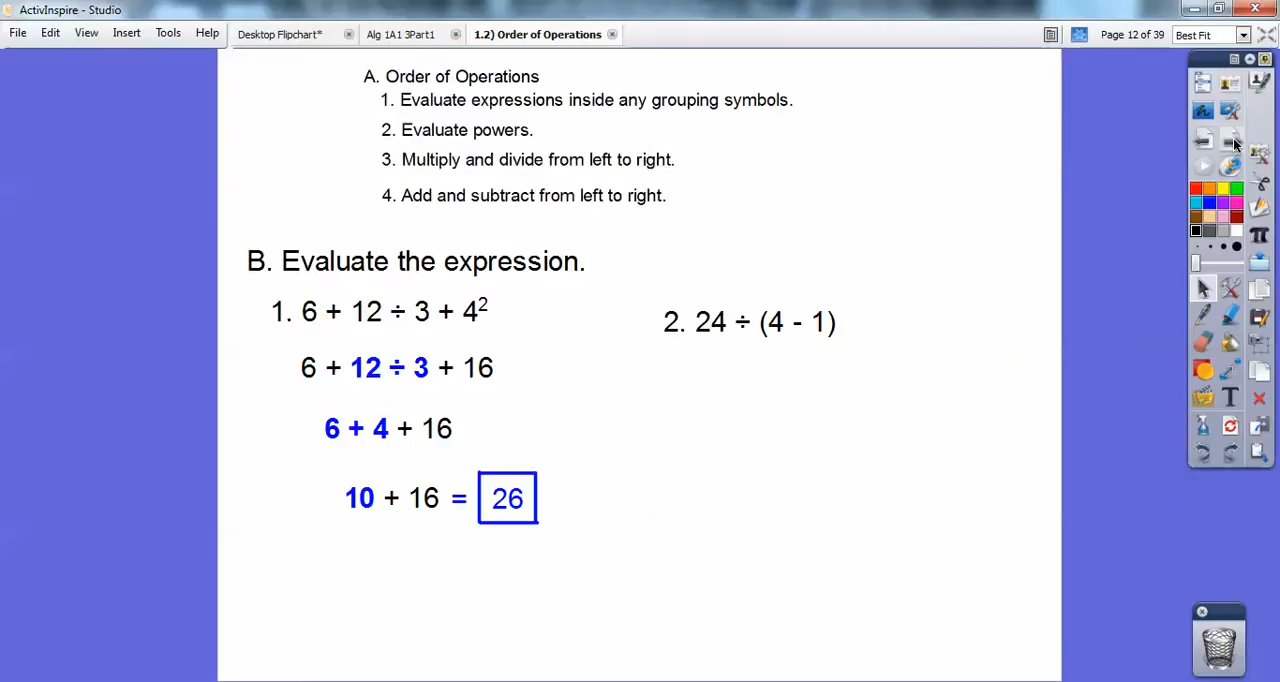 ActivInspire - Studio
File Edit View Insert Tools Help
Desktop Flipchart* Alg 1A1 3Part1 1.2) Order of Operations
Page 12 of 39 Best Fit
A. Order of Operations
1. Evaluate expressions inside any grouping symbols.
2. Evaluate powers.
3. Multiply and divide from left to right.
4. Add and subtract from left to right.
B. Evaluate the expression.
1. 6 + 12 ÷ 3 + 4²
6 + 12 ÷ 3 + 16
6 + 4 + 16
10 + 16 = 26
2. 24 ÷ (4 - 1)